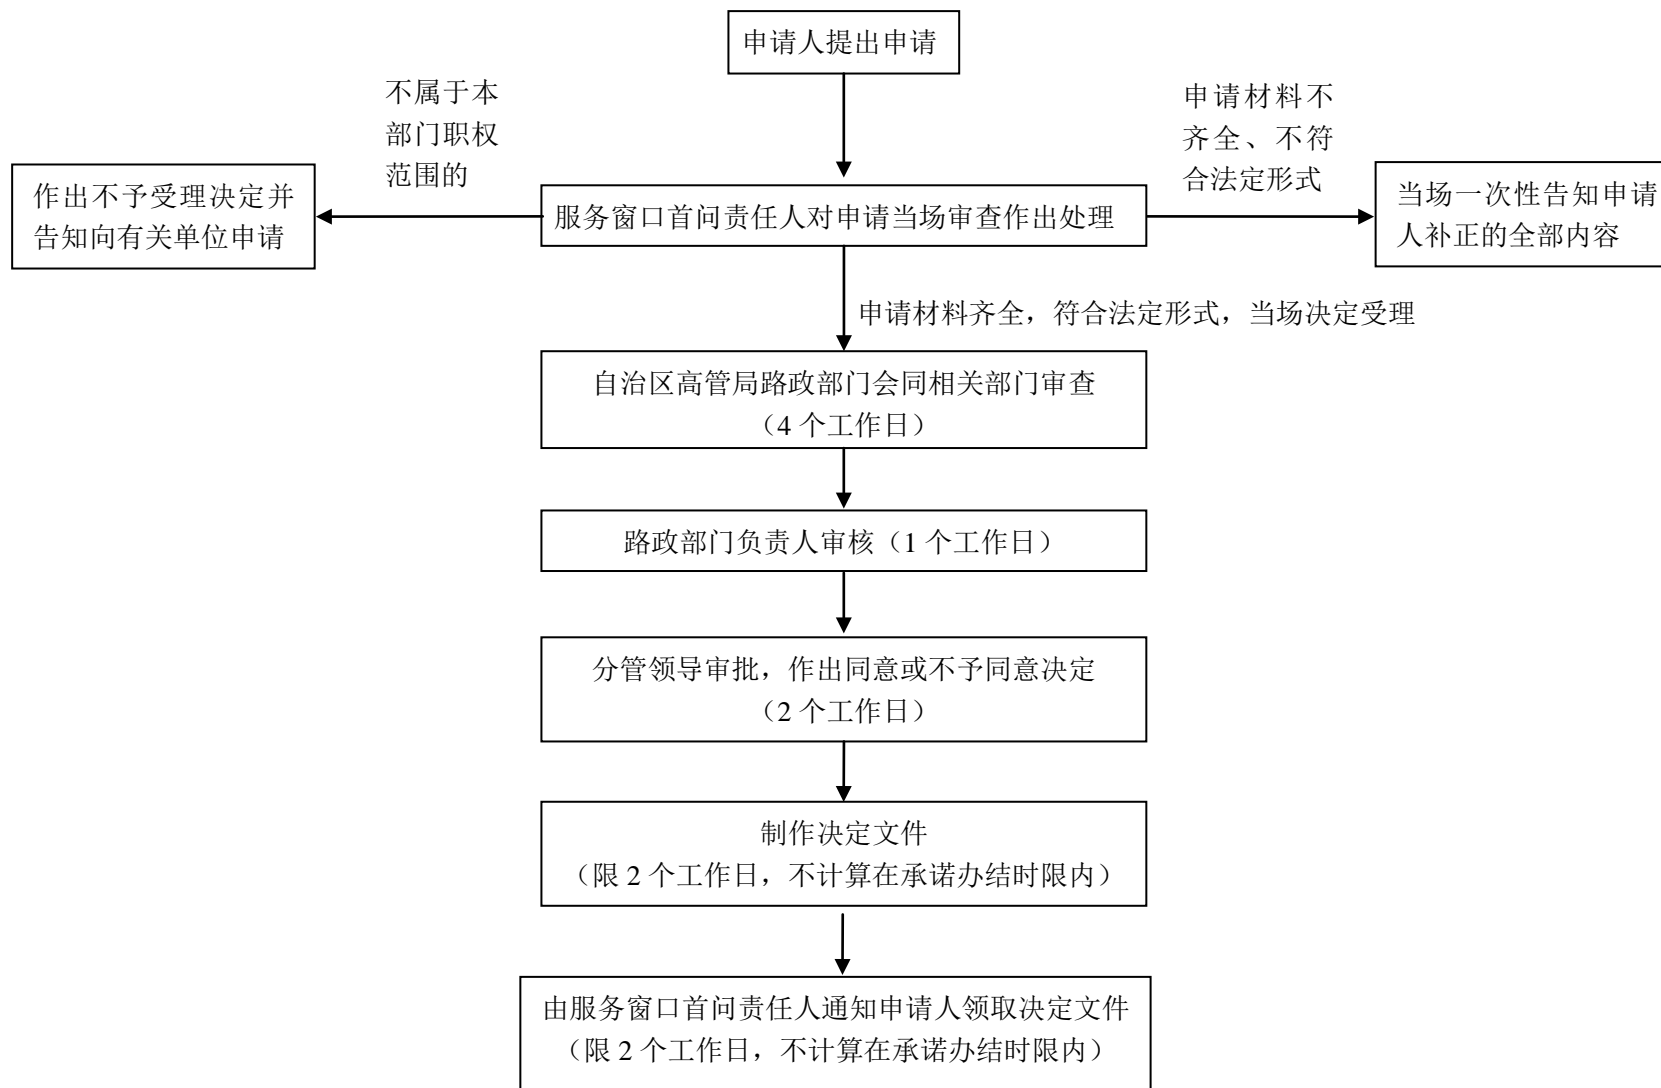 申请人提出申请
不属于本
部门职权
范围的
申请材料不
齐全、不符
合法定形式
作出不予受理决定并
告知向有关单位申请
服务窗口首问责任人对申请当场审查作出处理
当场一次性告知申请
人补正的全部内容
申请材料齐全，符合法定形式，当场决定受理
自治区高管局路政部门会同相关部门审查
（4 个工作日）
路政部门负责人审核（1 个工作日）
分管领导审批，作出同意或不予同意决定
（2 个工作日）
制作决定文件
（限 2 个工作日，不计算在承诺办结时限内）
由服务窗口首问责任人通知申请人领取决定文件
（限 2 个工作日，不计算在承诺办结时限内）